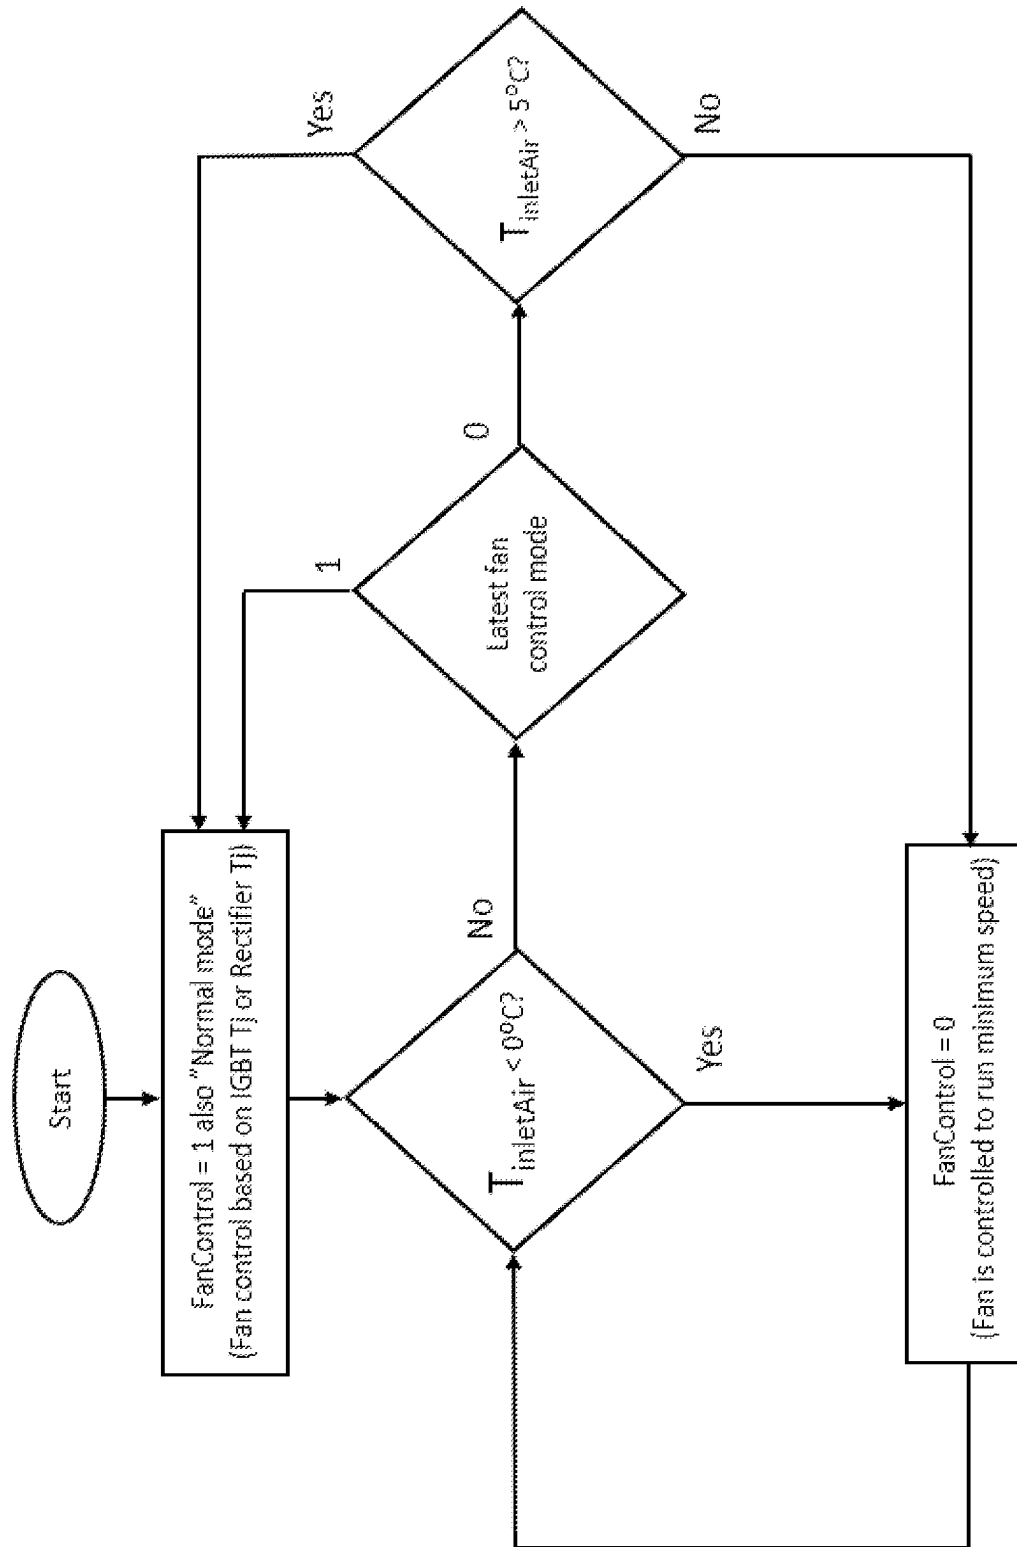 Start
FanControl = 1 also "Normal mode"
(Fan control based on IGBT Tj or Rectifier Tj)
TinletAir < 0°C?
No
Yes
Latest fan
control mode
1
0
TinletAir > 5°C?
Yes
No
FanControl = 0
(Fan is controlled to run minimum speed)